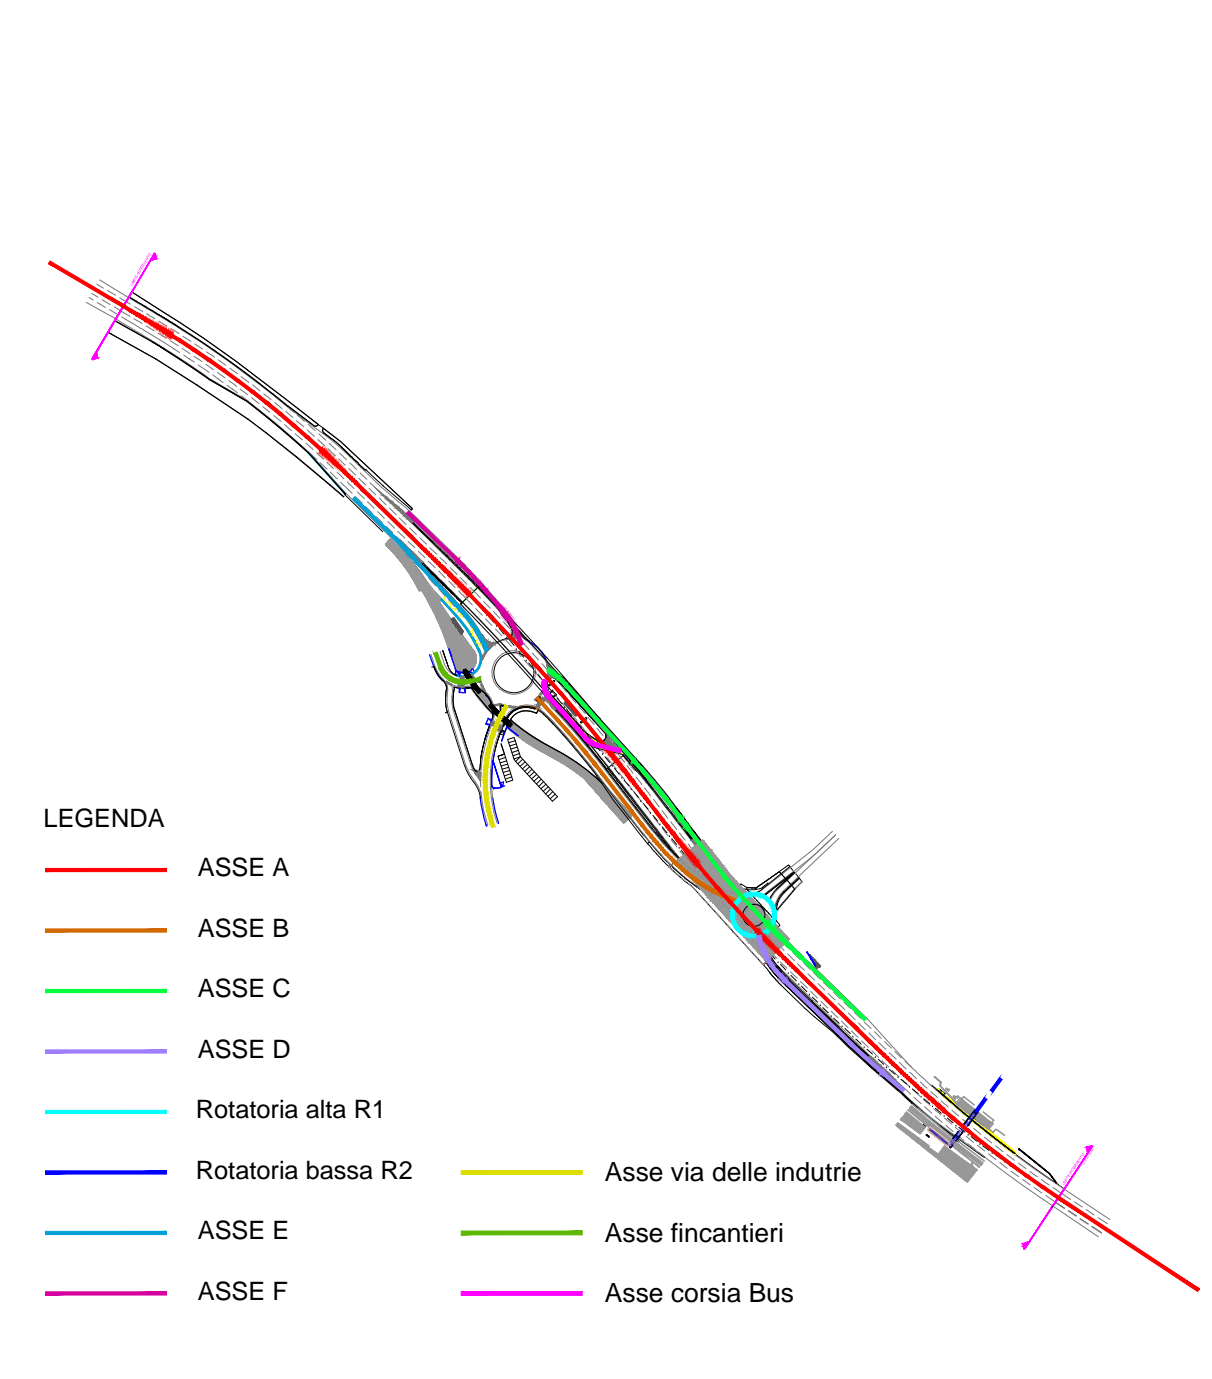 LEGENDA
ASSE A
ASSE B
ASSE C
ASSE D
Rotatoria alta R1
Rotatoria bassa R2
ASSE E
ASSE F
Asse via delle indutrie
Asse fincantieri
Asse corsia Bus